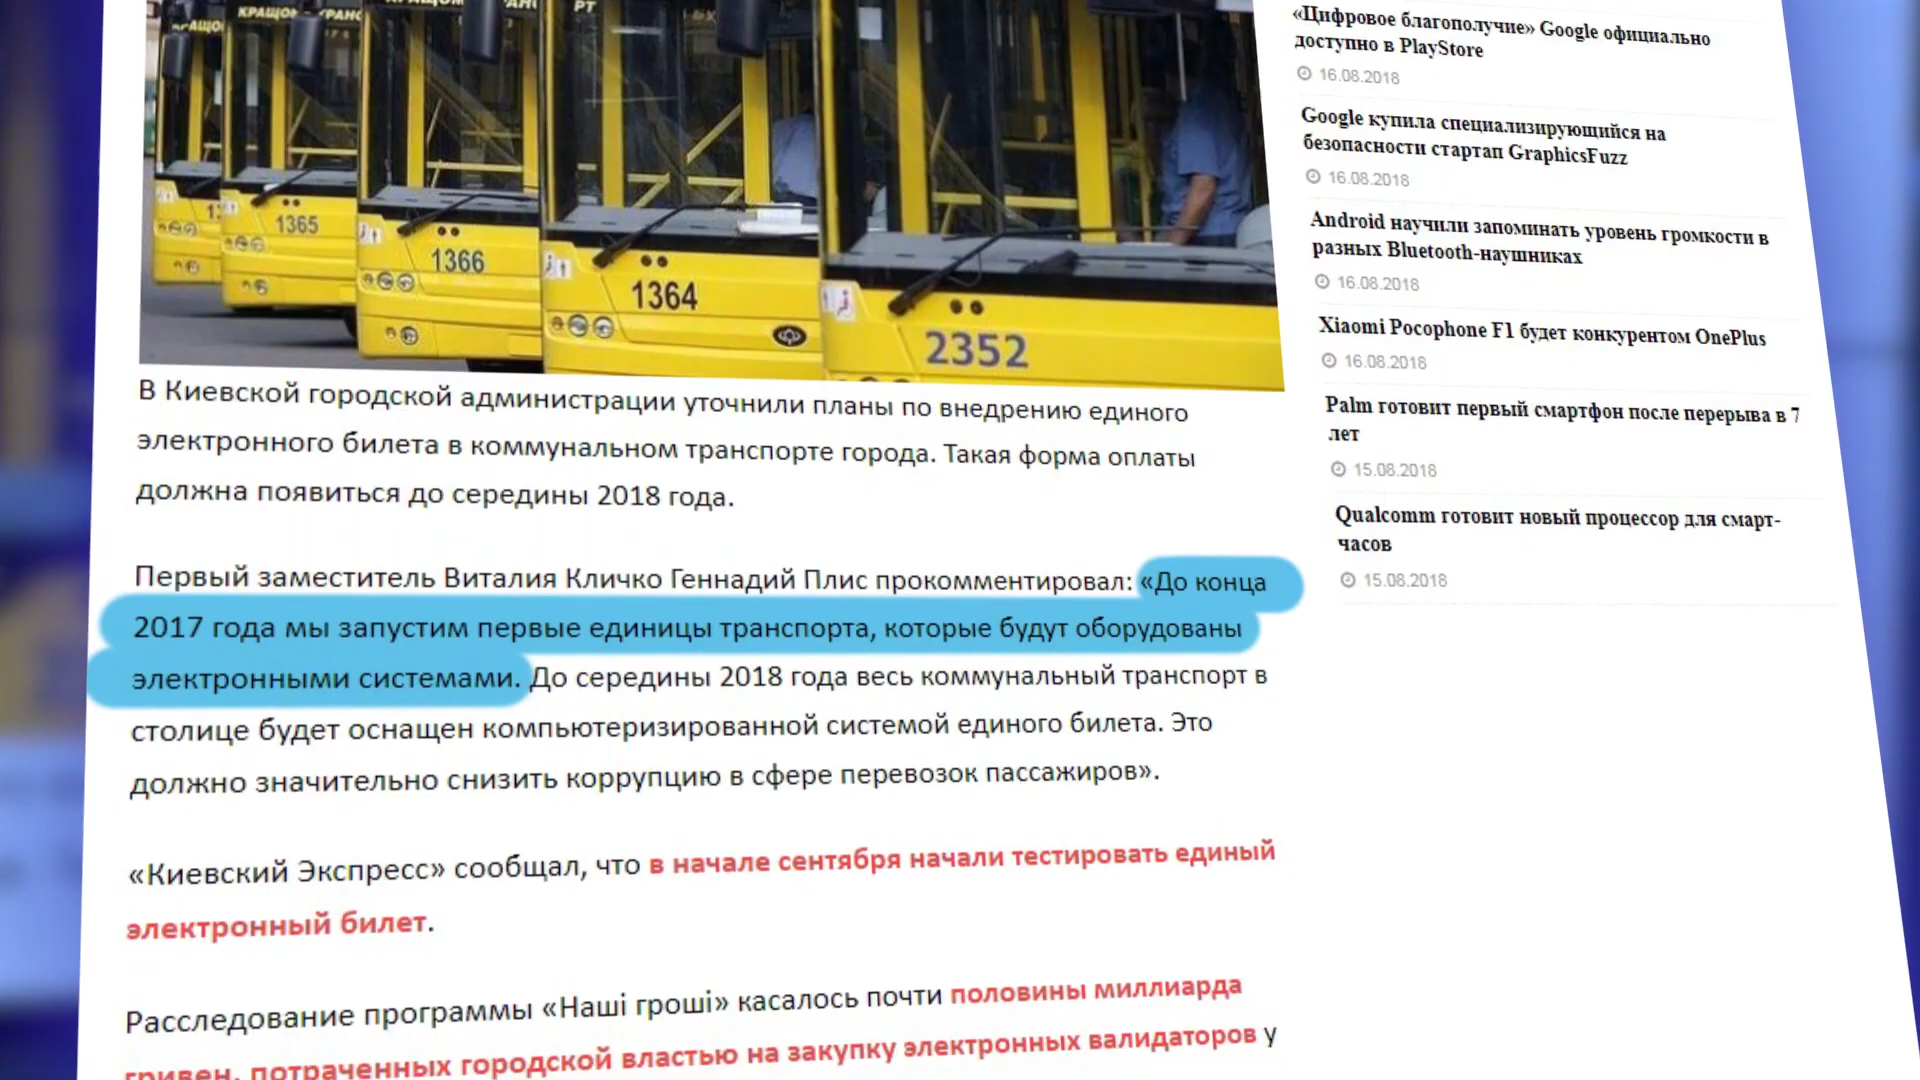 КРАЩОМ
1365
1366
1364
2352
В Киевской городской администрации уточнили планы по внедрению единого
электронного билета в коммунальном транспорте города. Такая форма оплаты
должна появиться до середины 2018 года.
Первый заместитель Виталия Кличко Геннадий Плис прокомментировал: «До конца
2017 года мы запустим первые единицы транспорта, которые будут оборудованы
электронными системами. До середины 2018 года весь коммунальный транспорт в
столице будет оснащен компьютеризированной системой единого билета. Это
должно значительно снизить коррупцию в сфере перевозок пассажиров».
«Киевский Экспресс» сообщал, что в начале сентября начали тестировать единый
электронный билет.
Расследование программы «Наші гроші» касалось почти половины миллиарда
гривен, потраченных городской властью на закупку электронных валидаторов у
«Цифровое благополучие» Google официально
доступно в PlayStore
16.08.2018
Google купила специализирующийся на
безопасности стартап GraphicsFuzz
16.08.2018
Android научили запоминать уровень громкости в
разных Bluetooth-наушниках
16.08.2018
Xiaomi Pocophone F1 будет конкурентом OnePlus
16.08.2018
Palm готовит первый смартфон после перерыва в 7
лет
15.08.2018
Qualcomm готовит новый процессор для смарт-
часов
15.08.2018